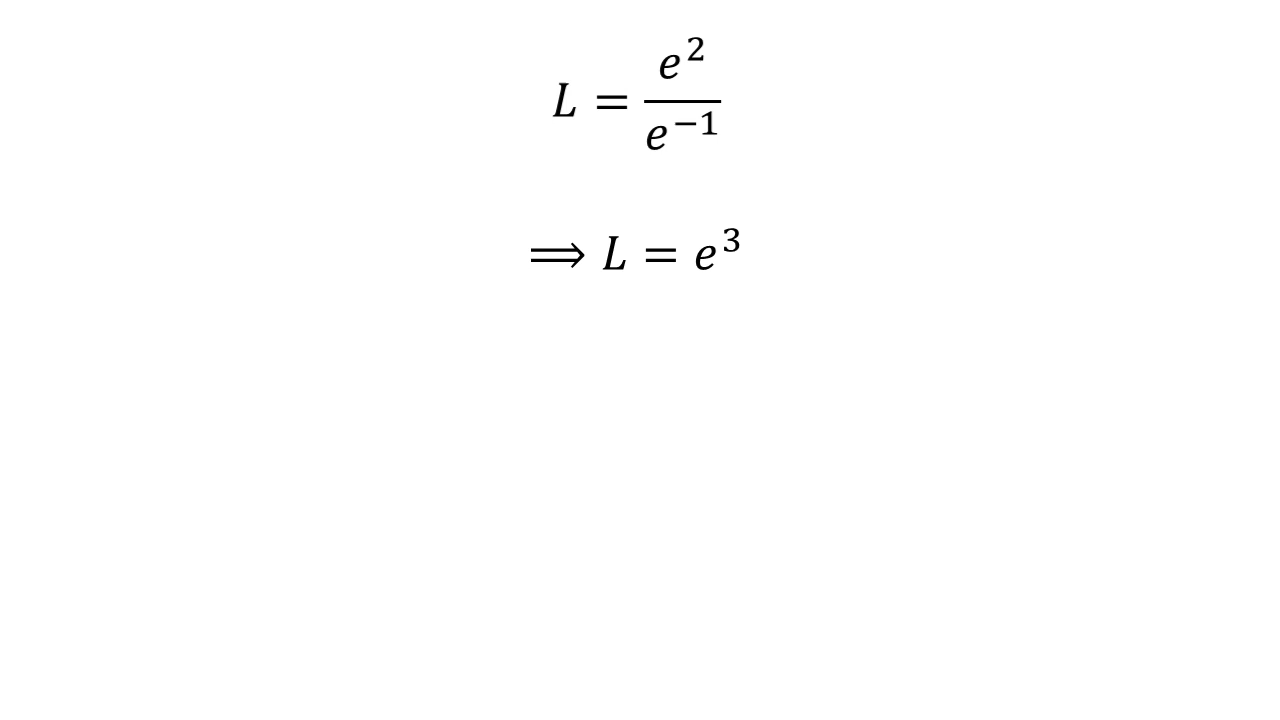 L = e^2 / e^{-1}
⟹ L = e^3